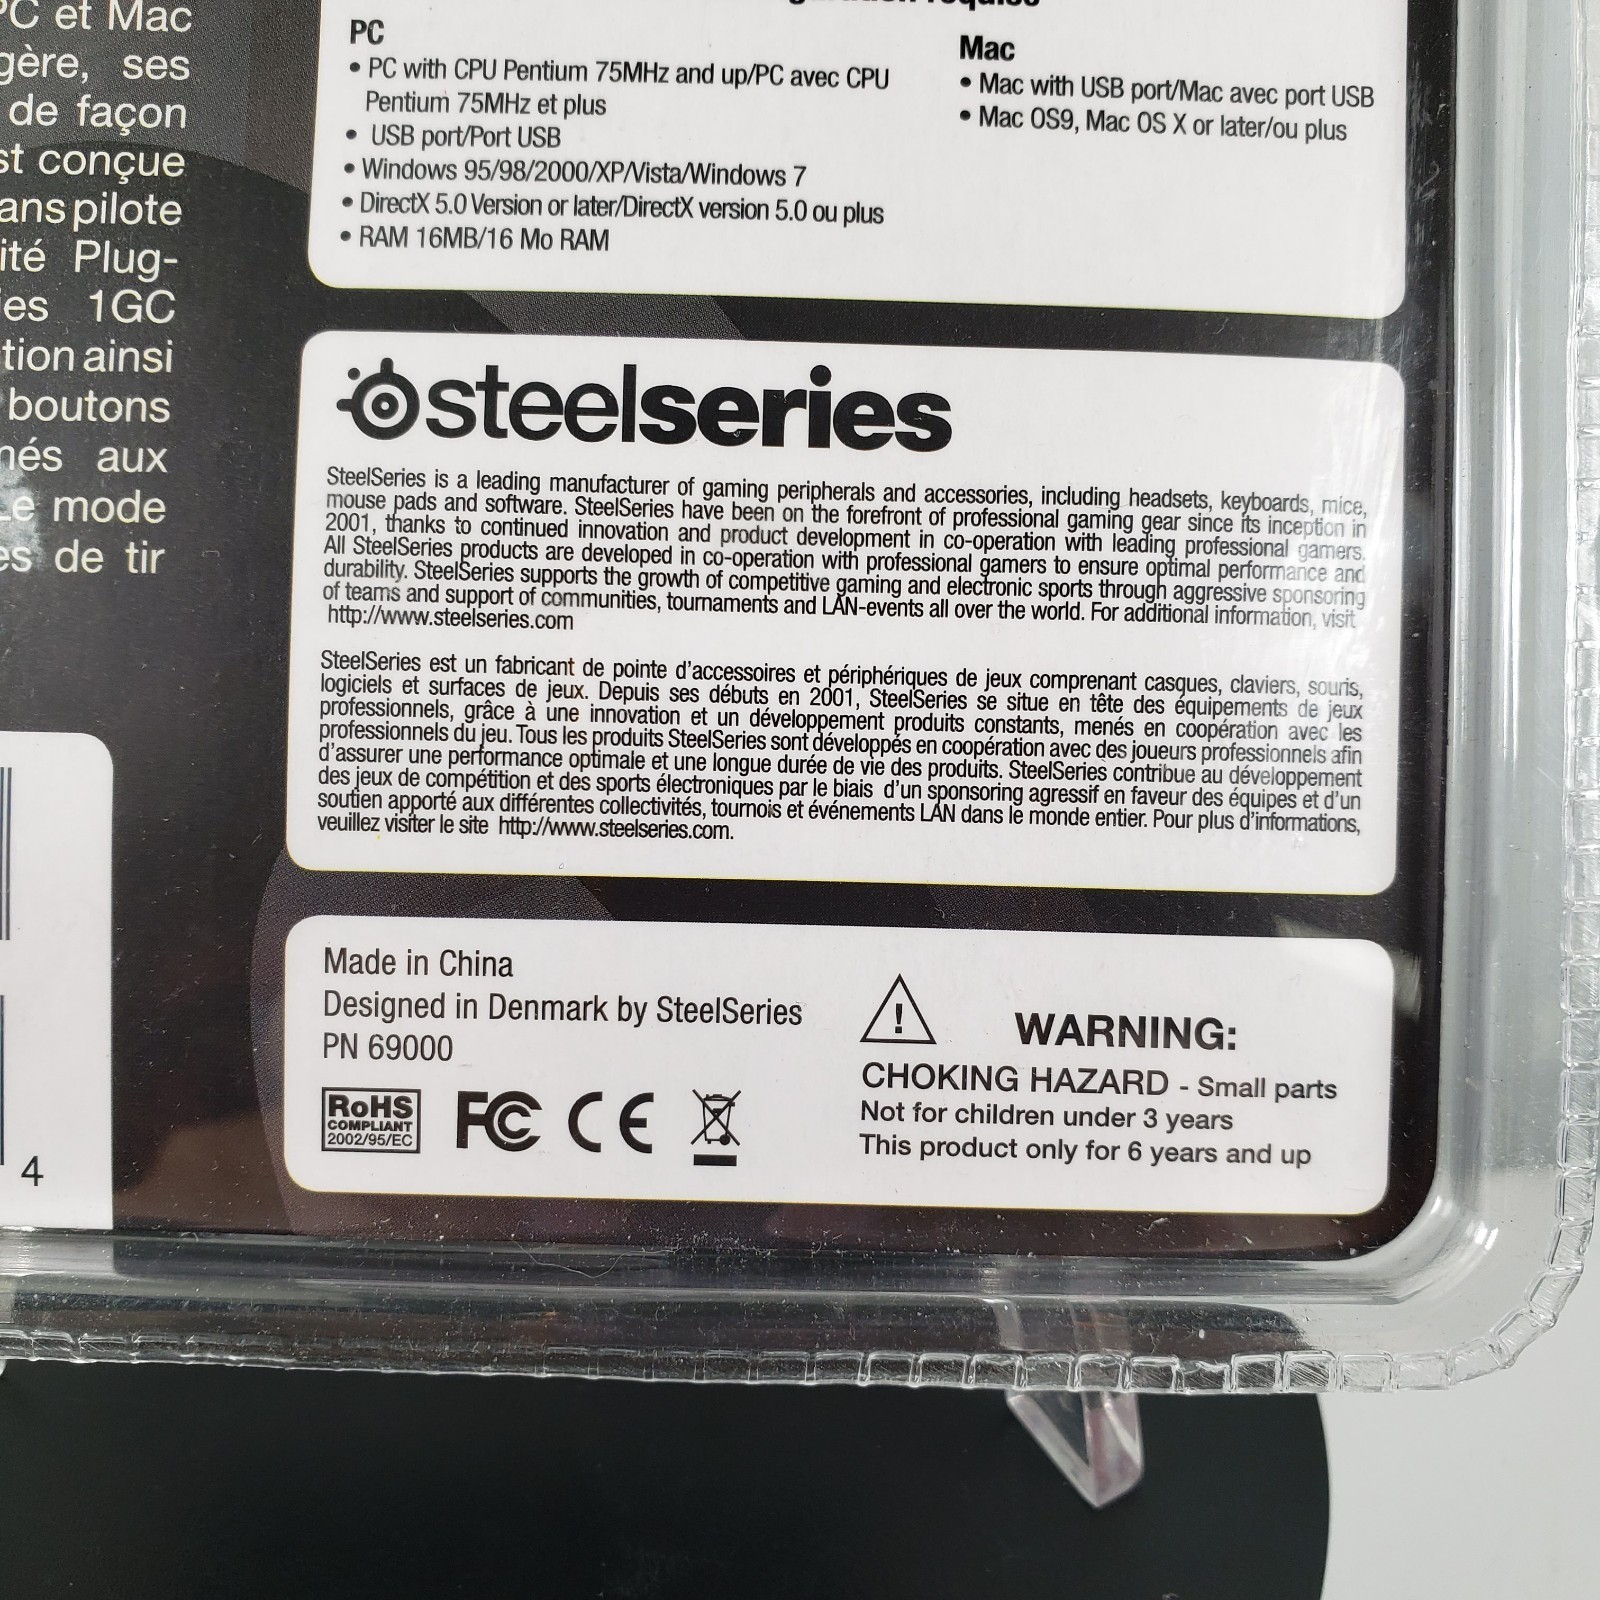 PC et Mac
gère, ses
de façon
st conçue
ans pilote
ité Plug-
ies 1GC
tion ainsi
boutons
nés aux
Le mode
es de tir
4
PC
• PC with CPU Pentium 75MHz and up/PC avec CPU
Pentium 75MHz et plus
• USB port/Port USB
• Windows 95/98/2000/XP/Vista/Windows 7
• DirectX 5.0 Version or later/DirectX version 5.0 ou plus
• RAM 16MB/16 Mo RAM
Mac
• Mac with USB port/Mac avec port USB
• Mac OS9, Mac OS X or later/ou plus
steelseries
SteelSeries is a leading manufacturer of gaming peripherals and accessories, including headsets, keyboards, mice,
mouse pads and software. SteelSeries have been on the forefront of professional gaming gear since its inception in
2001, thanks to continued innovation and product development in co-operation with leading professional gamers.
All SteelSeries products are developed in co-operation with professional gamers to ensure optimal performance and
durability. SteelSeries supports the growth of competitive gaming and electronic sports through aggressive sponsoring
of teams and support of communities, tournaments and LAN-events all over the world. For additional information, visit
http://www.steelseries.com
SteelSeries est un fabricant de pointe d'accessoires et périphériques de jeux comprenant casques, claviers, souris,
logiciels et surfaces de jeux. Depuis ses débuts en 2001, SteelSeries se situe en tête des équipements de jeux
professionnels, grâce à une innovation et un développement produits constants, menés en coopération avec les
professionnels du jeu. Tous les produits SteelSeries sont développés en coopération avec des joueurs professionnels afin
d'assurer une performance optimale et une longue durée de vie des produits. SteelSeries contribue au développement
des jeux de compétition et des sports électroniques par le biais d'un sponsoring agressif en faveur des équipes et d'un
soutien apporté aux différentes collectivités, tournois et événements LAN dans le monde entier. Pour plus d'informations,
veuillez visiter le site http://www.steelseries.com.
Made in China
Designed in Denmark by SteelSeries
PN 69000
RoHS
COMPLIANT
2002/95/EC
FC CE
WARNING:
CHOKING HAZARD - Small parts
Not for children under 3 years
This product only for 6 years and up